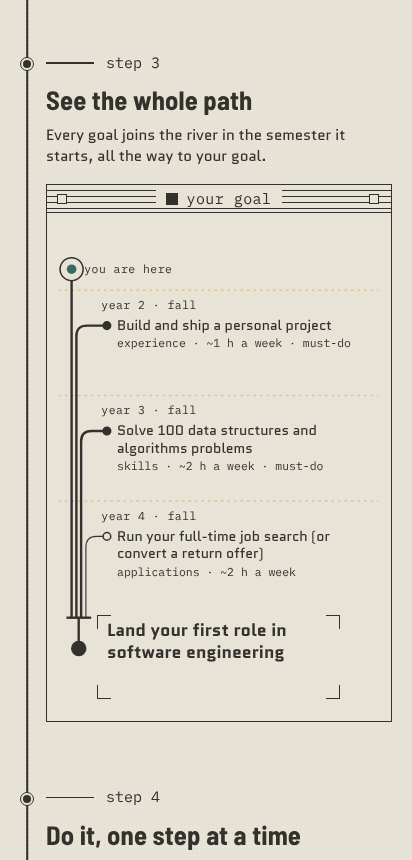 step 3
See the whole path
Every goal joins the river in the semester it
starts, all the way to your goal.
your goal
you are here
year 2 · fall
Build and ship a personal project
experience · ~1 h a week · must-do
year 3 · fall
Solve 100 data structures and
algorithms problems
skills · ~2 h a week · must-do
year 4 · fall
Run your full-time job search (or
convert a return offer)
applications · ~2 h a week
Land your first role in
software engineering
step 4
Do it, one step at a time